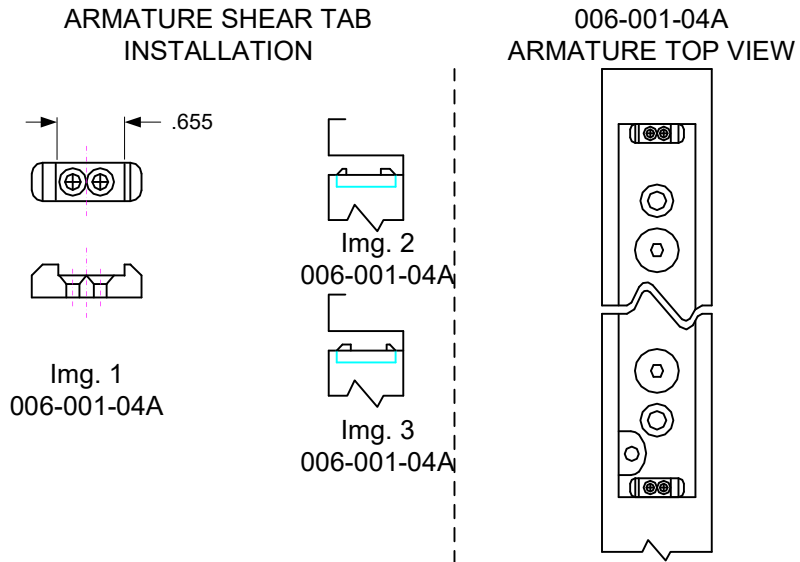 ARMATURE SHEAR TAB
INSTALLATION
.655
Img. 1
006-001-04A
Img. 2
006-001-04A
Img. 3
006-001-04A
006-001-04A
ARMATURE TOP VIEW